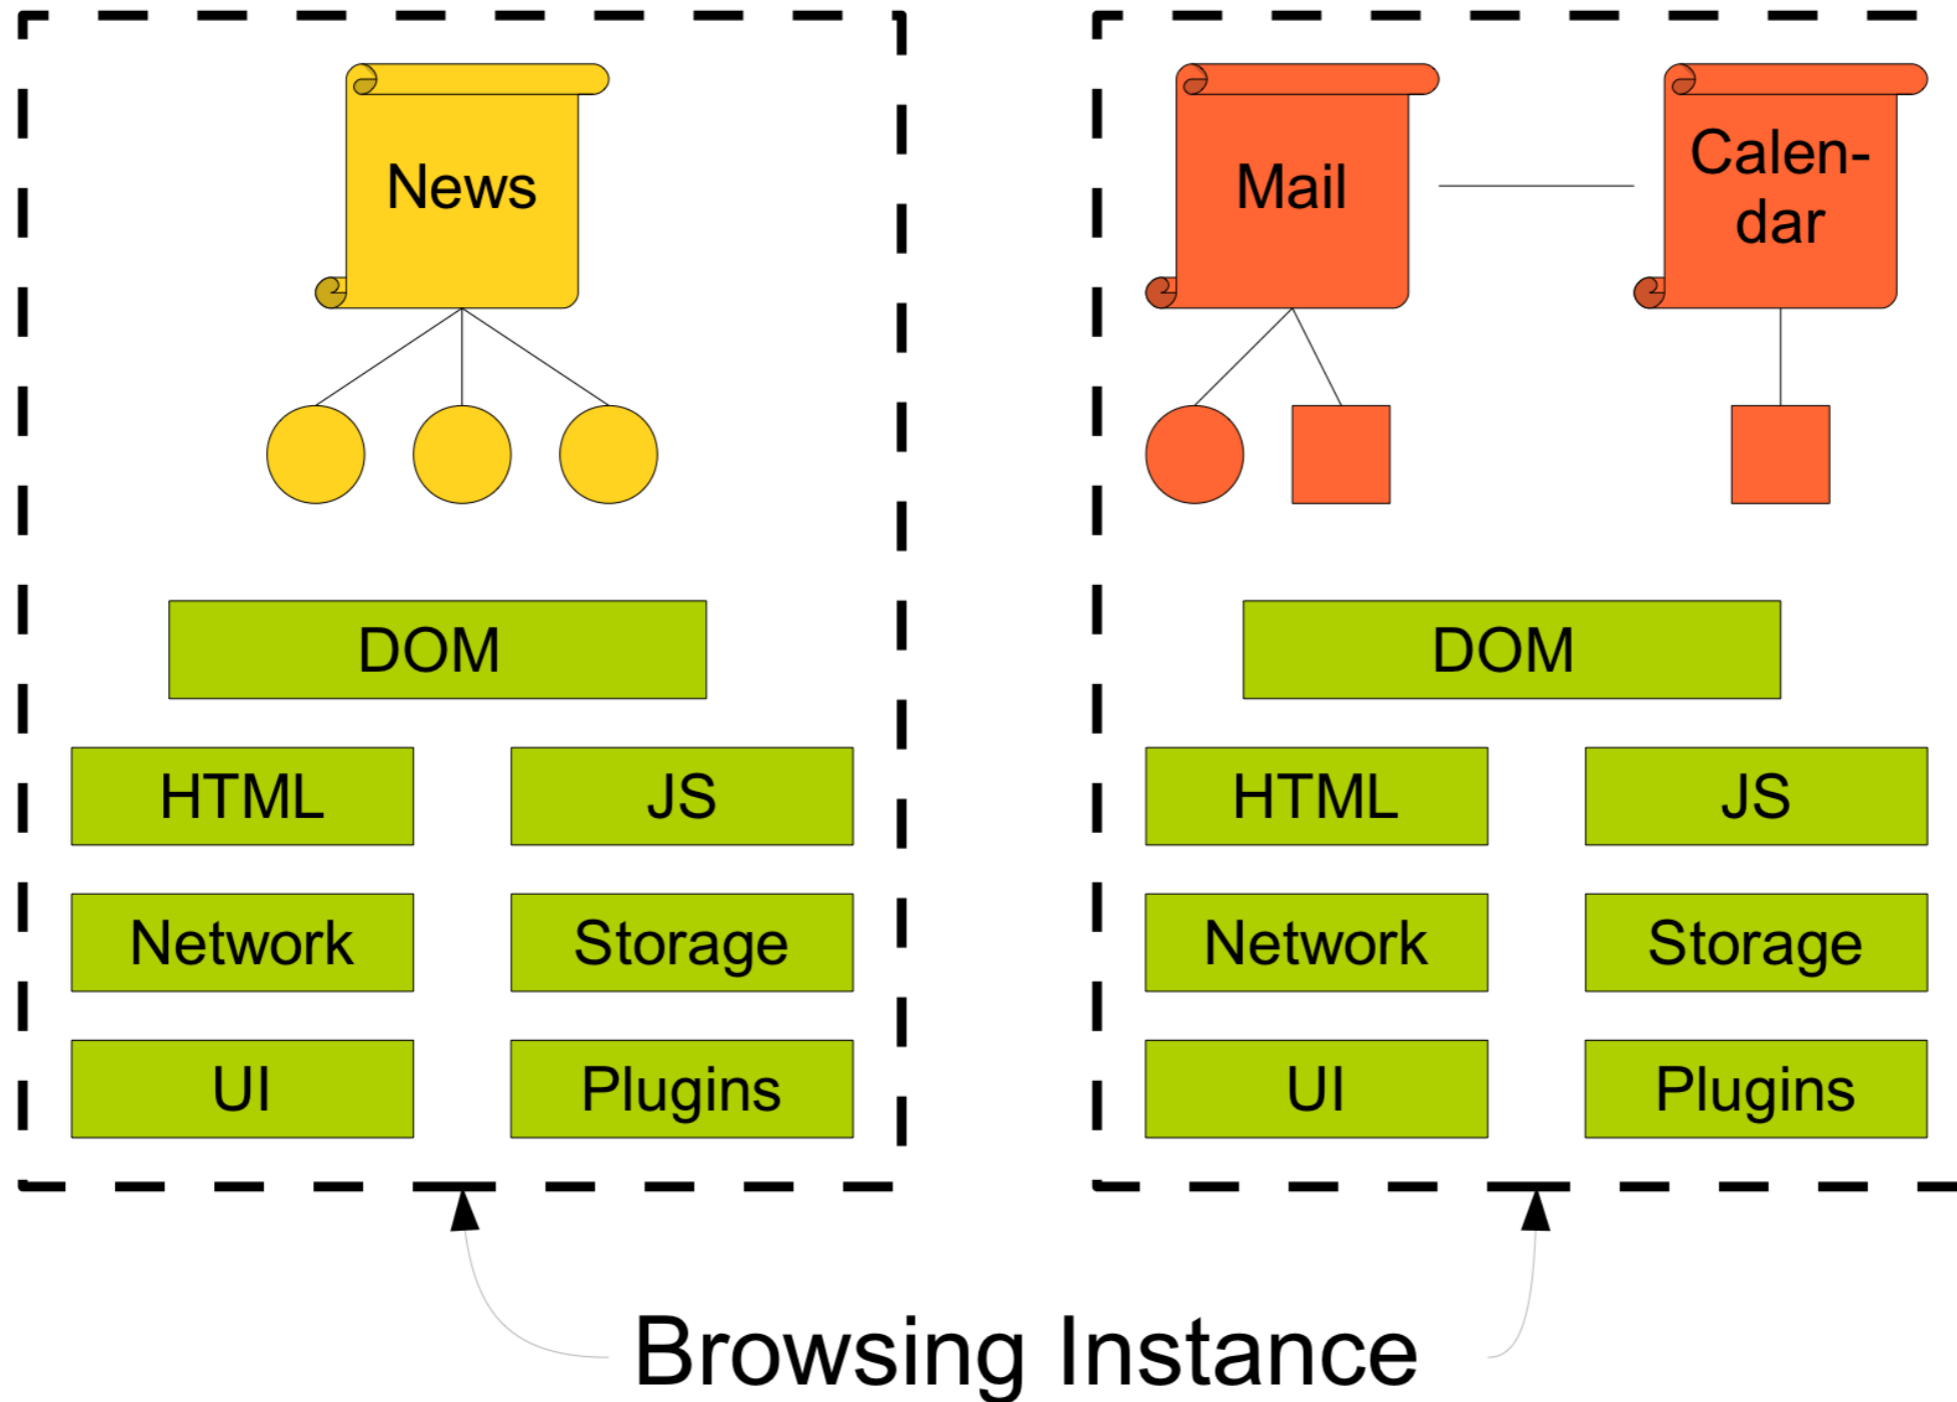 News
Mail
Calen-
dar
DOM
DOM
HTML
JS
HTML
JS
Network
Storage
Network
Storage
UI
Plugins
UI
Plugins
Browsing Instance